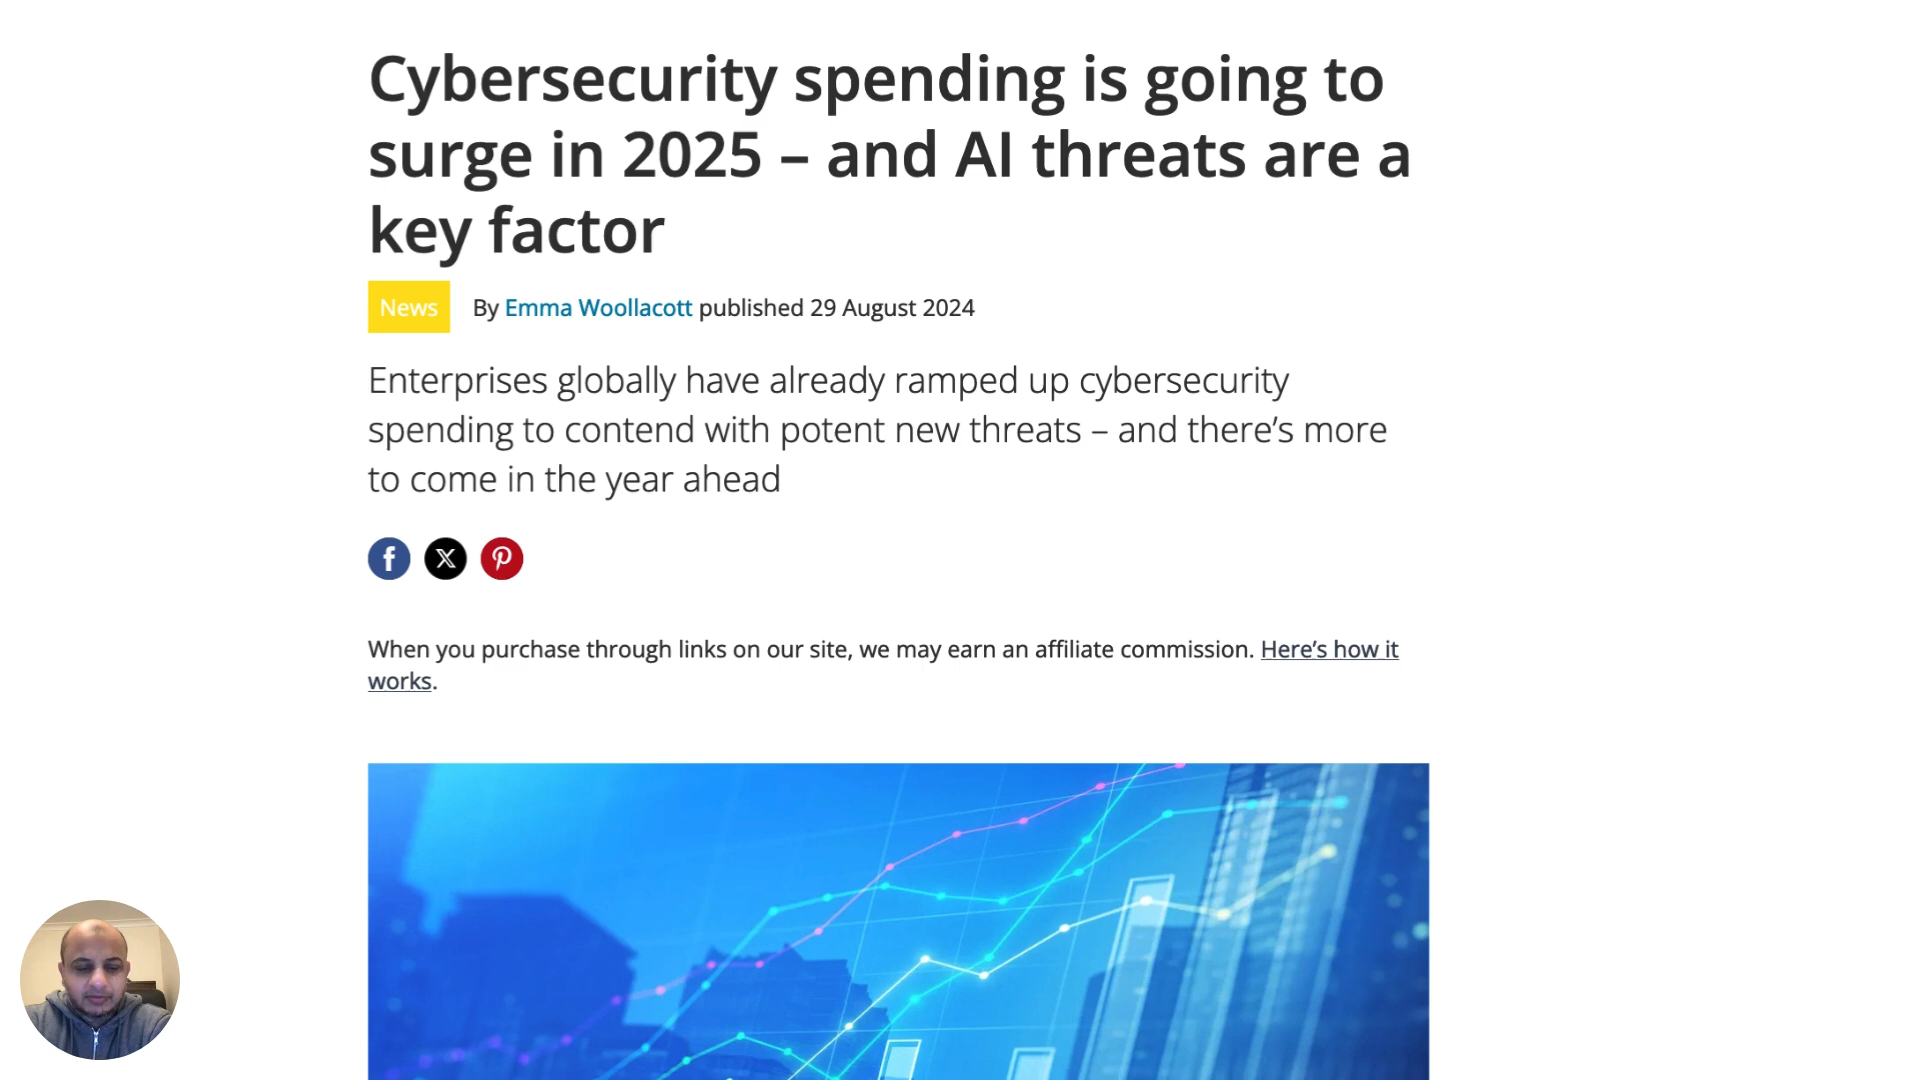 Cybersecurity spending is going to
surge in 2025 – and AI threats are a
key factor
News By Emma Woollacott published 29 August 2024
Enterprises globally have already ramped up cybersecurity
spending to contend with potent new threats – and there’s more
to come in the year ahead
When you purchase through links on our site, we may earn an affiliate commission. Here’s how it
works.